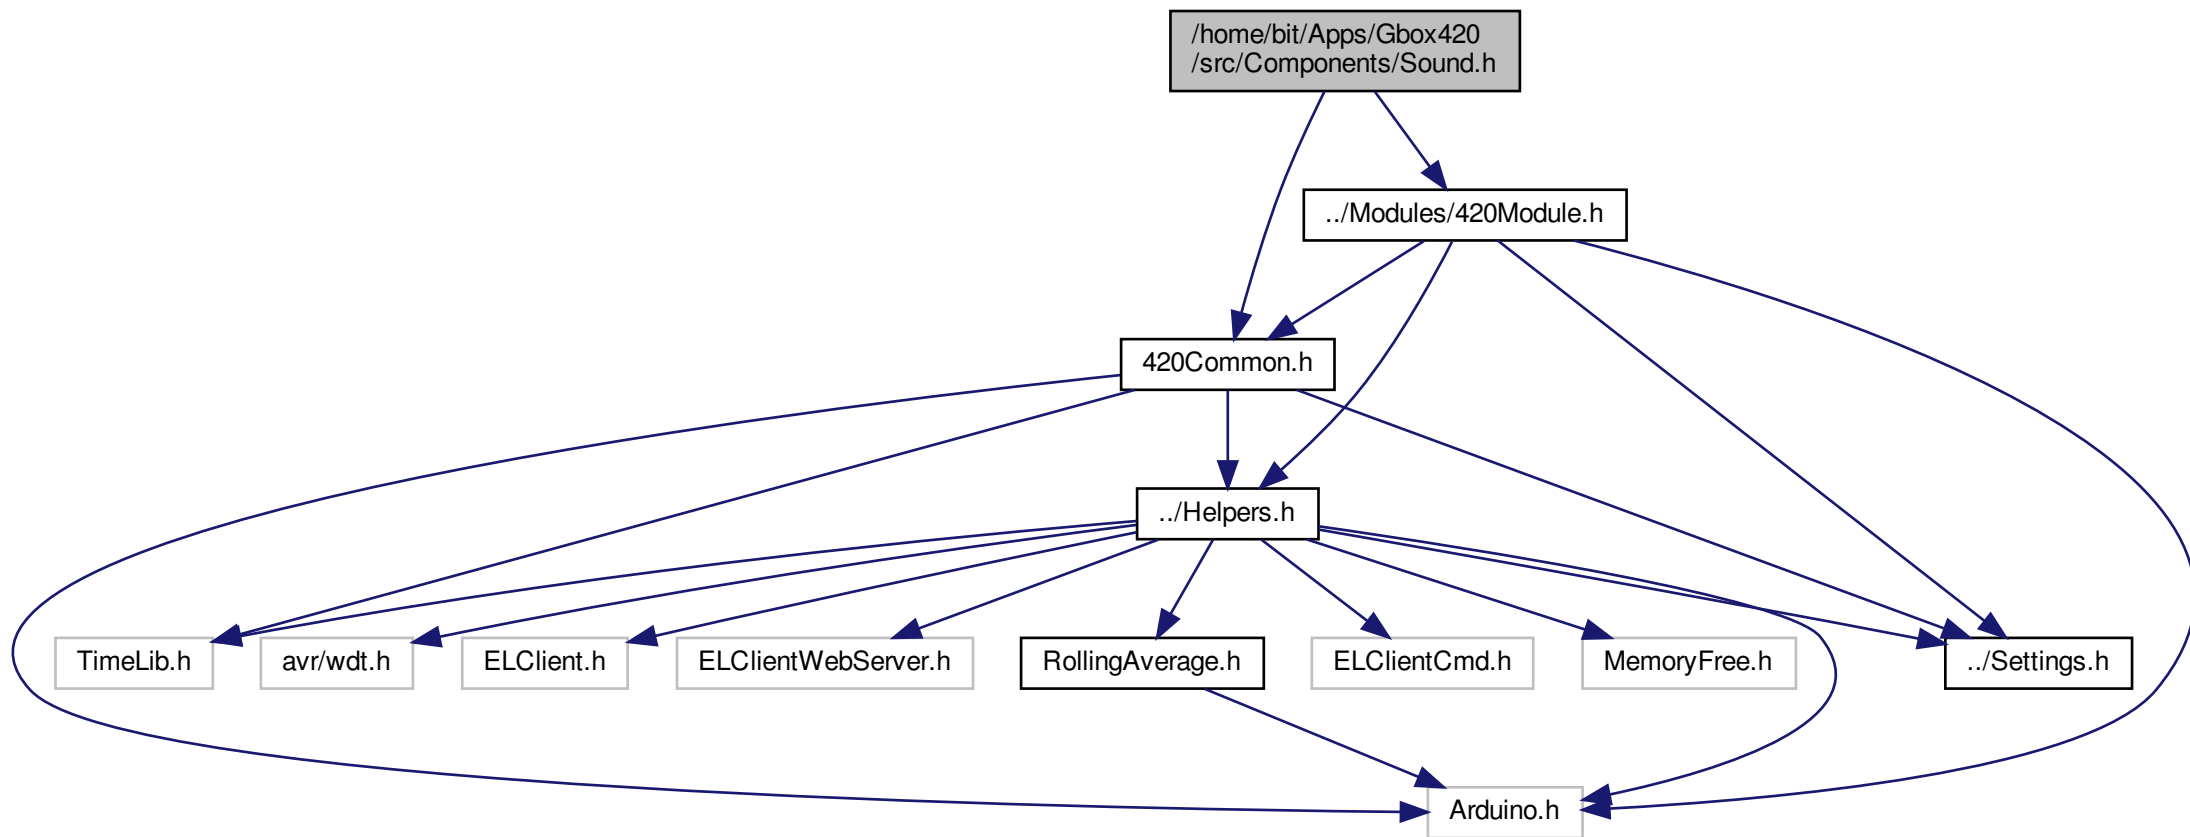 /home/bit/Apps/Gbox420
/src/Components/Sound.h
../Modules/420Module.h
420Common.h
../Helpers.h
TimeLib.h
avr/wdt.h
ELClient.h
ELClientWebServer.h
RollingAverage.h
ELClientCmd.h
MemoryFree.h
../Settings.h
Arduino.h